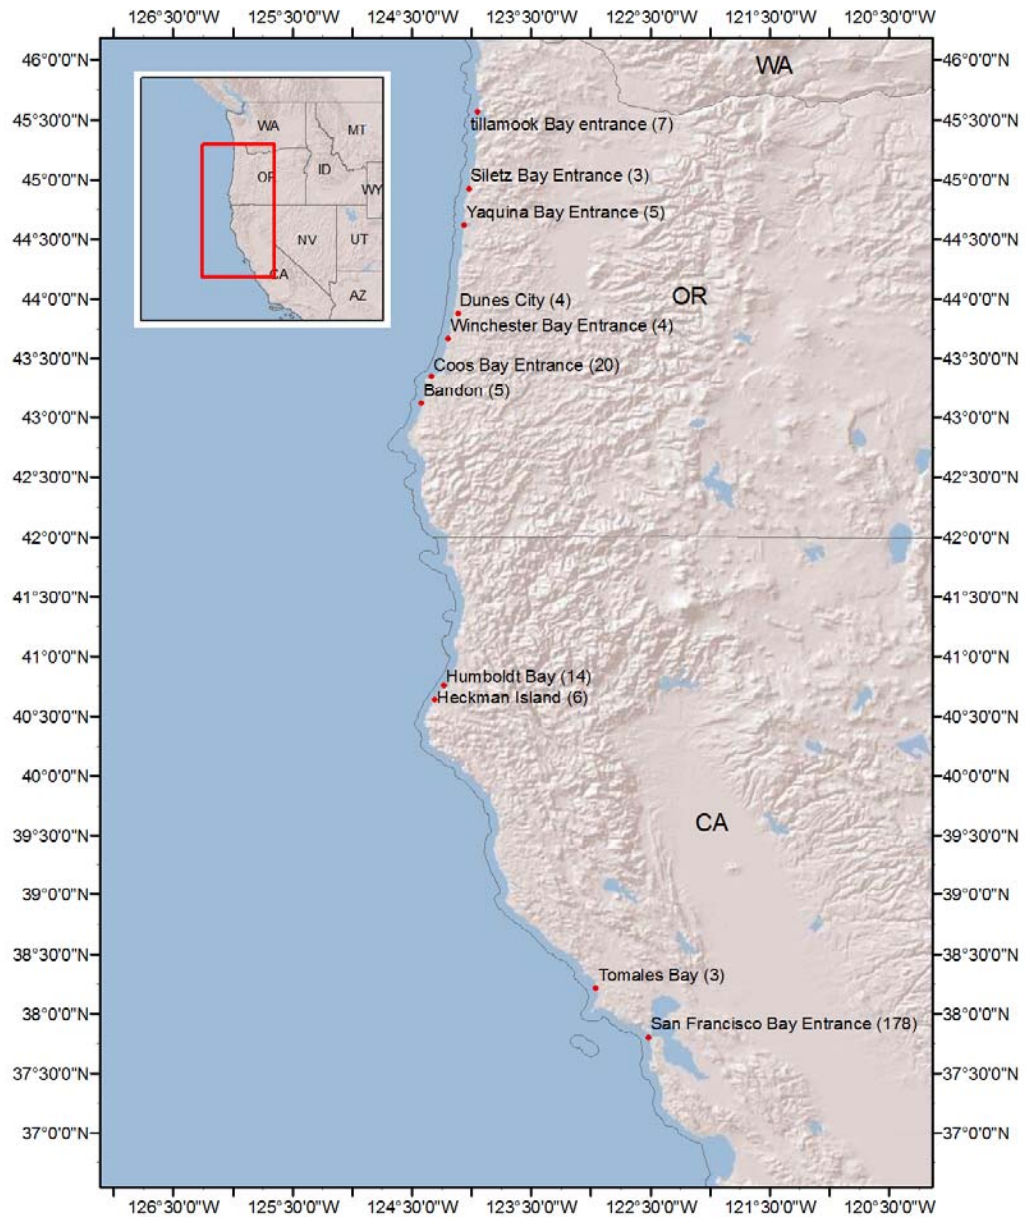 126°30'0"W 125°30'0"W 124°30'0"W 123°30'0"W 122°30'0"W 121°30'0"W 120°30'0"W
46°0'0"N 46°0'0"N
45°30'0"N 45°30'0"N
45°0'0"N 45°0'0"N
44°30'0"N 44°30'0"N
44°0'0"N 44°0'0"N
43°30'0"N 43°30'0"N
43°0'0"N 43°0'0"N
42°30'0"N 42°30'0"N
42°0'0"N 42°0'0"N
41°30'0"N 41°30'0"N
41°0'0"N 41°0'0"N
40°30'0"N 40°30'0"N
40°0'0"N 40°0'0"N
39°30'0"N 39°30'0"N
39°0'0"N 39°0'0"N
38°30'0"N 38°30'0"N
38°0'0"N 38°0'0"N
37°30'0"N 37°30'0"N
37°0'0"N 37°0'0"N
WA
MT
OR
ID
WY
NV
UT
CA
AZ
WA
tillamook Bay entrance (7)
Siletz Bay Entrance (3)
Yaquina Bay Entrance (5)
OR
Dunes City (4)
Winchester Bay Entrance (4)
Coos Bay Entrance (20)
Bandon (5)
Humboldt Bay (14)
Heckman Island (6)
CA
Tomales Bay (3)
San Francisco Bay Entrance (178)
126°30'0"W 125°30'0"W 124°30'0"W 123°30'0"W 122°30'0"W 121°30'0"W 120°30'0"W